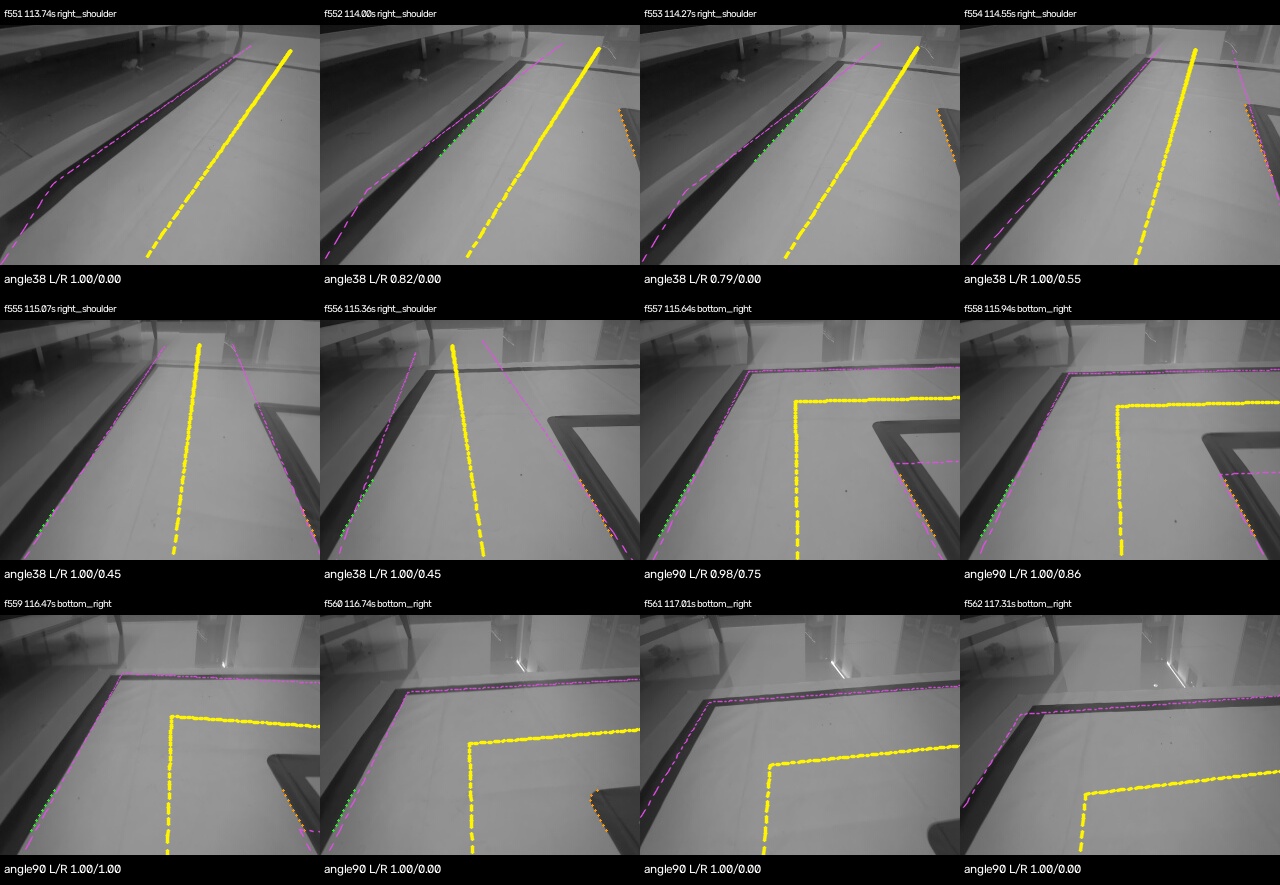 f551 113.74s right_shoulder
f552 114.00s right_shoulder
f553 114.27s right_shoulder
f554 114.55s right_shoulder
angle38 L/R 1.00/0.00
angle38 L/R 0.82/0.00
angle38 L/R 0.79/0.00
angle38 L/R 1.00/0.55
f555 115.07s right_shoulder
f556 115.36s right_shoulder
f557 115.64s bottom_right
f558 115.94s bottom_right
angle38 L/R 1.00/0.45
angle38 L/R 1.00/0.45
angle90 L/R 0.98/0.75
angle90 L/R 1.00/0.86
f559 116.47s bottom_right
f560 116.74s bottom_right
f561 117.01s bottom_right
f562 117.31s bottom_right
angle90 L/R 1.00/1.00
angle90 L/R 1.00/0.00
angle90 L/R 1.00/0.00
angle90 L/R 1.00/0.00